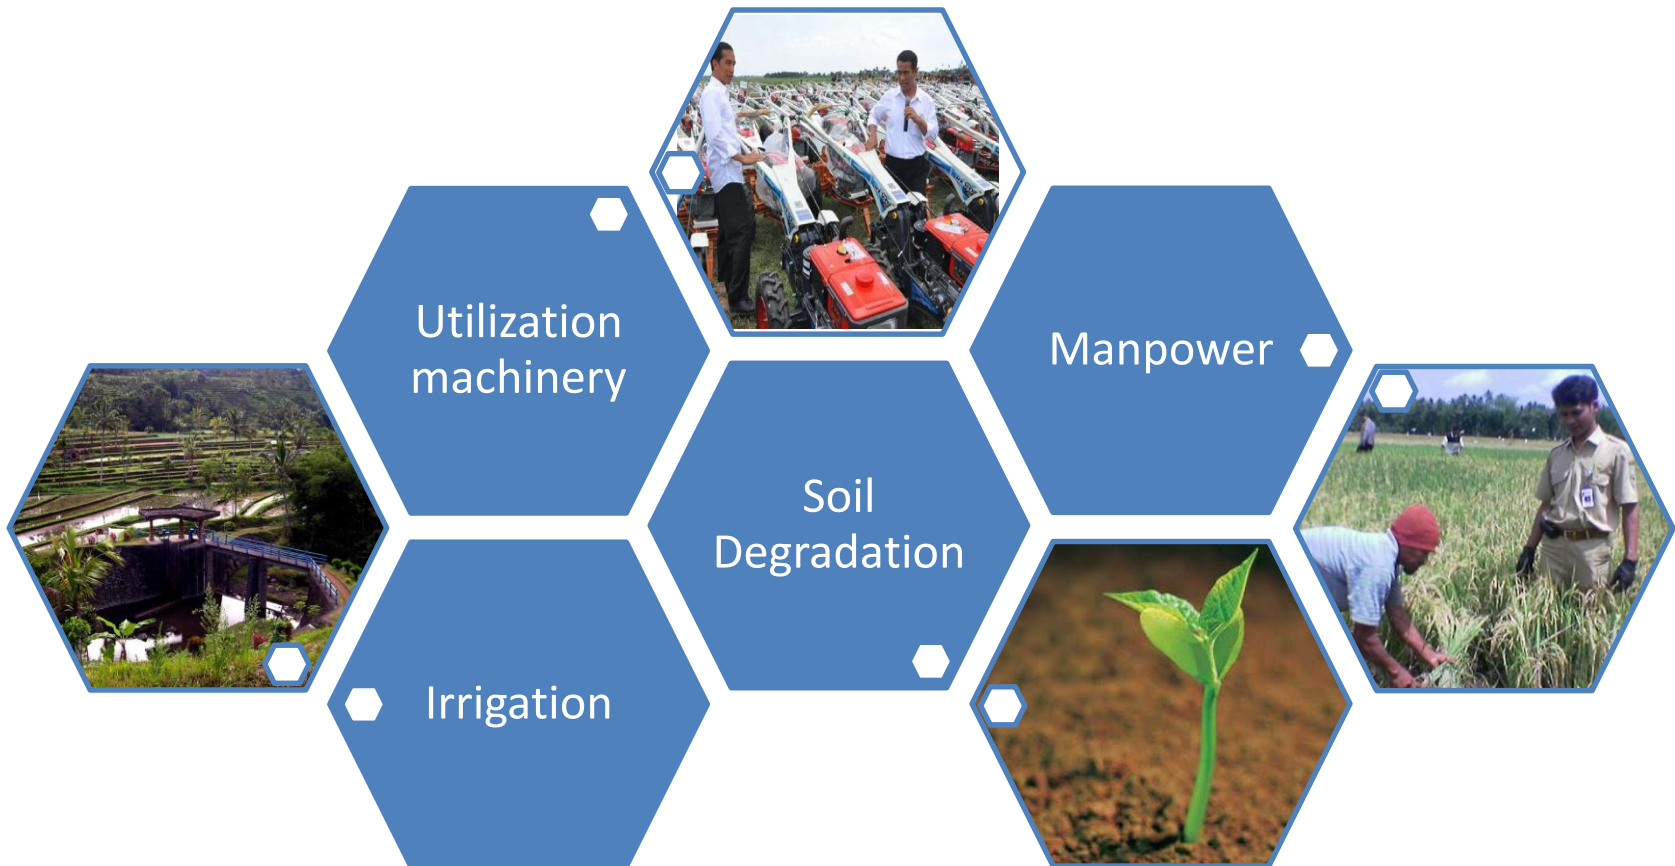 Utilization
machinery
Manpower
Soil
Degradation
Irrigation